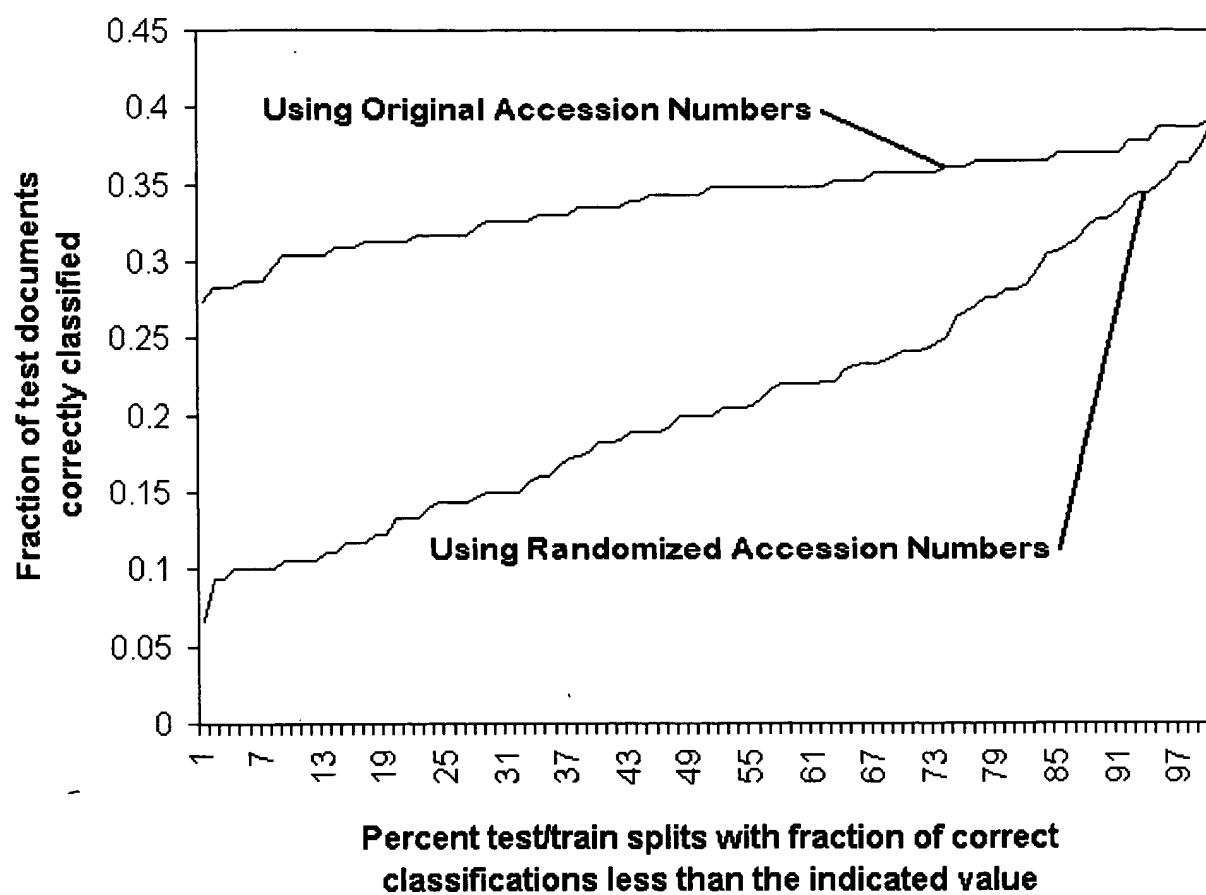 0.45
0.4
0.35
0.3
0.25
0.2
0.15
0.1
0.05
0
Fraction of test documents
correctly classified
Using Original Accession Numbers
Using Randomized Accession Numbers
1 7 13 19 25 31 37 43 49 55 61 67 73 79 85 91 97
Percent test/train splits with fraction of correct
classifications less than the indicated value